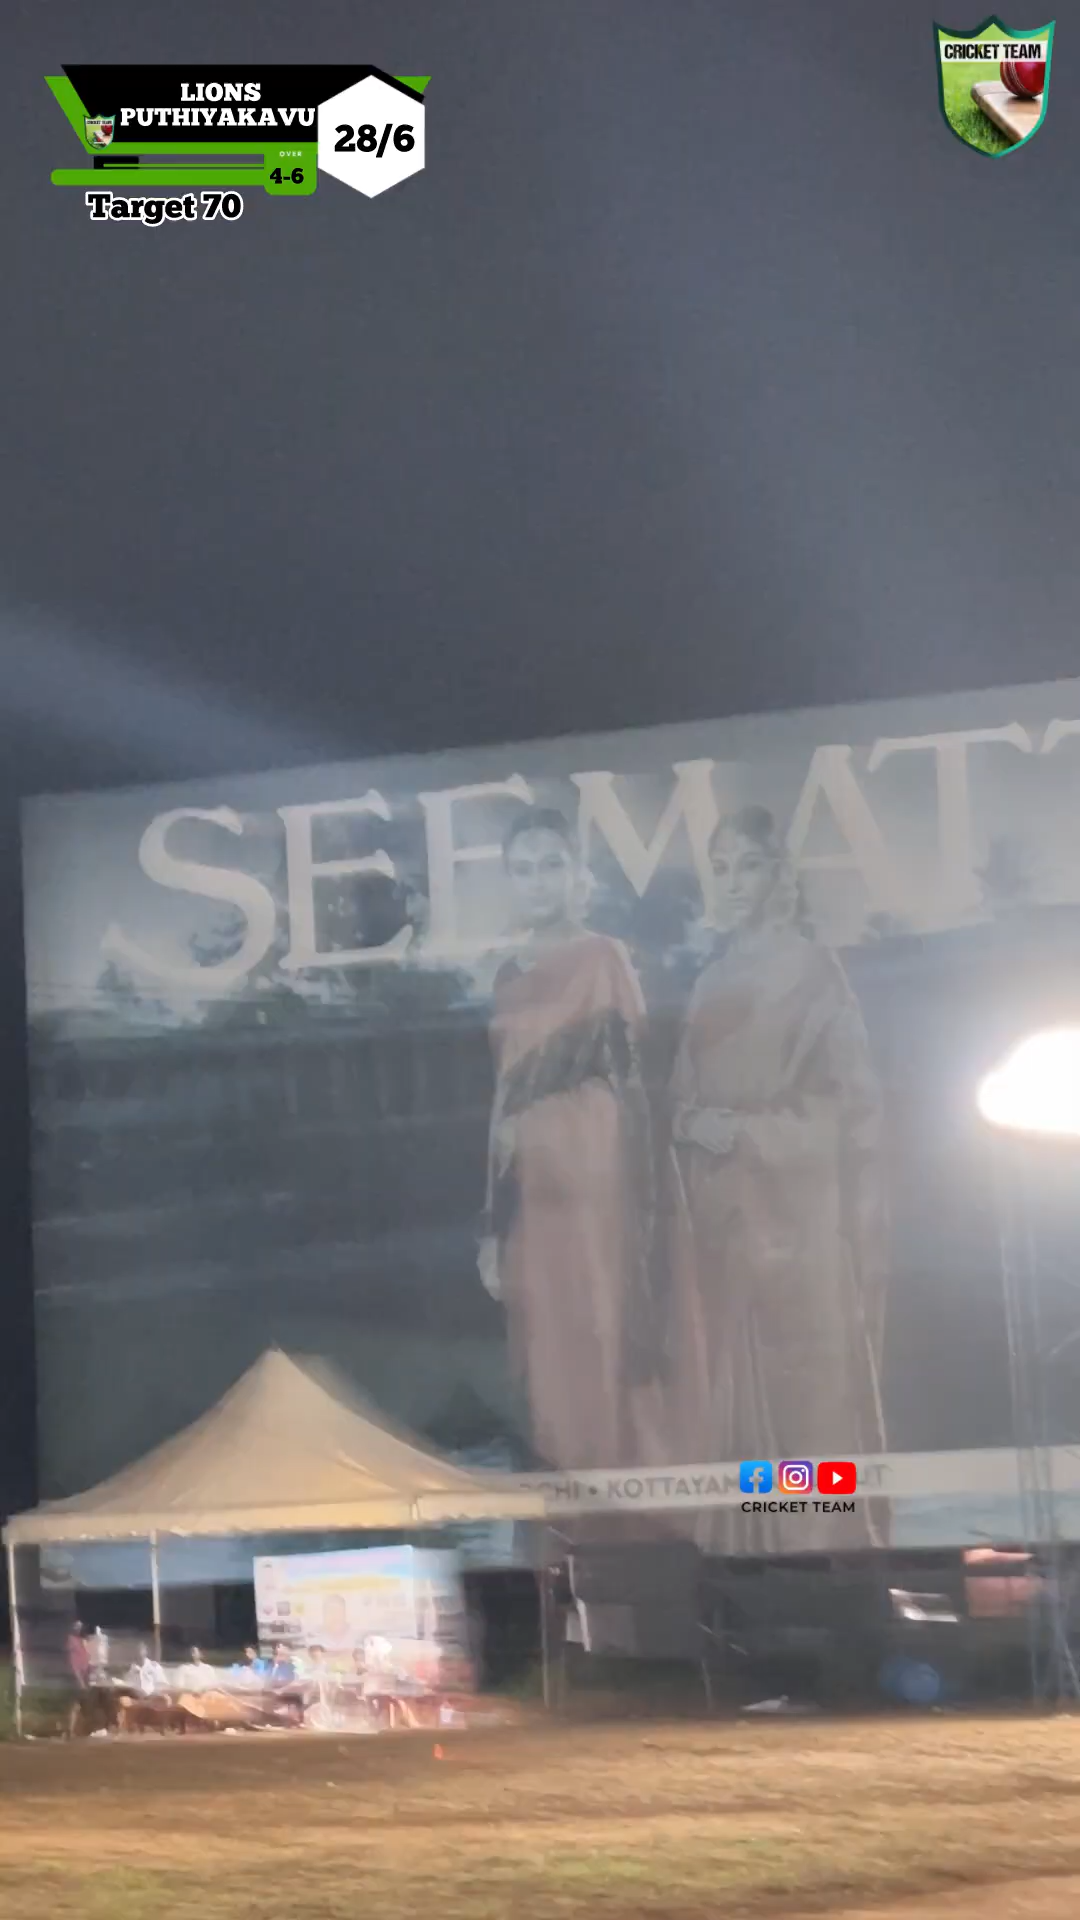 LIONS
PUTHIYAKAVU
28/6
OVER
4-6
Target 70
CRICKET TEAM
SEEMATT
KOTTAYAM
CRICKET TEAM